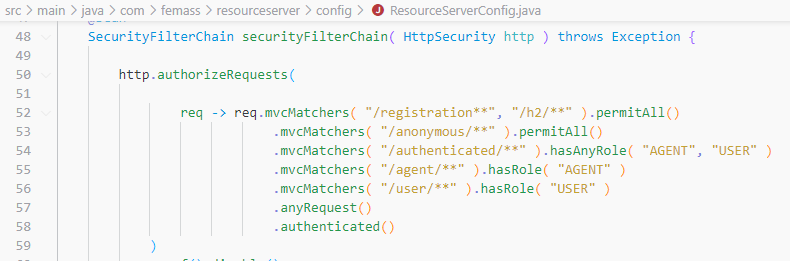 src > main > java > com > femass > resourceserver > config > J ResourceServerConfig.java
48 SecurityFilterChain securityFilterChain( HttpSecurity http ) throws Exception {
49
50 http.authorizeRequests(
51
52 req -> req.mvcMatchers( "/registration**", "/h2/**" ).permitAll()
53 .mvcMatchers( "/anonymous/**" ).permitAll()
54 .mvcMatchers( "/authenticated/**" ).hasAnyRole( "AGENT", "USER" )
55 .mvcMatchers( "/agent/**" ).hasRole( "AGENT" )
56 .mvcMatchers( "/user/**" ).hasRole( "USER" )
57 .anyRequest()
58 .authenticated()
59 )